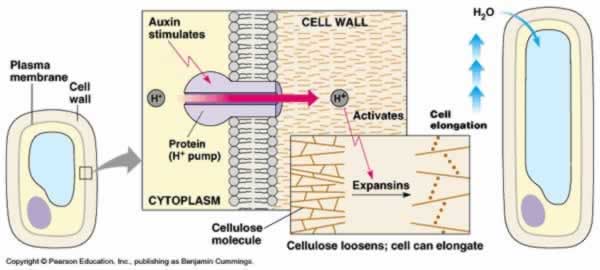 Plasma
membrane
Cell
wall
Auxin
stimulates
H⁺
Protein
(H⁺ pump)
CYTOPLASM
CELL WALL
H⁺
Activates
Expansins
Cellulose
molecule
Cellulose loosens; cell can elongate
H₂O
Cell
elongation
Copyright © Pearson Education, Inc., publishing as Benjamin Cummings.